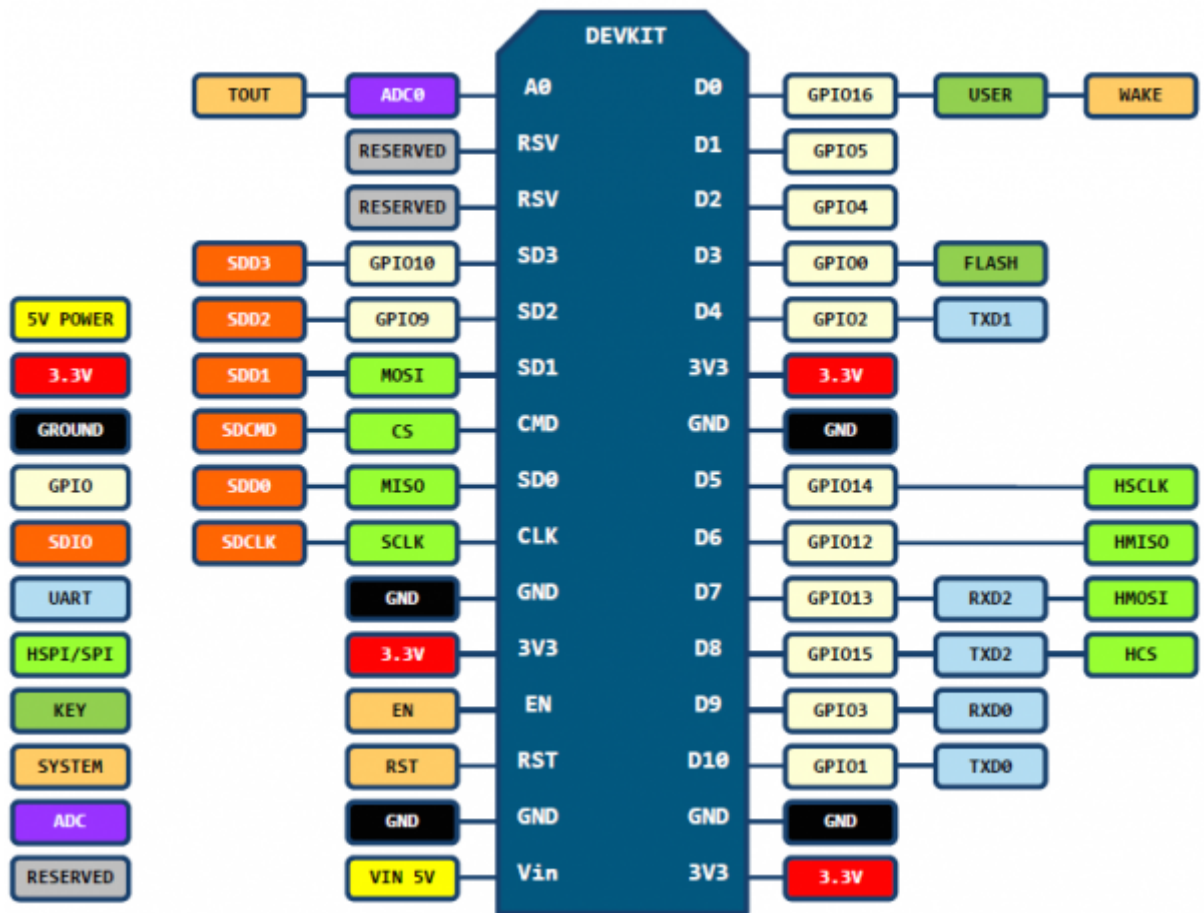 DEVKIT
TOUT ADC0 A0 D0 GPIO16 USER WAKE
RESERVED RSV D1 GPIO5
RESERVED RSV D2 GPIO4
SDD3 GPIO10 SD3 D3 GPIO0 FLASH
5V POWER SDD2 GPIO9 SD2 D4 GPIO2 TXD1
3.3V SDD1 MOSI SD1 3V3 3.3V
GROUND SDCMD CS CMD GND GND
GPIO SDD0 MISO SD0 D5 GPIO14 HSCLK
SDIO SDCLK SCLK CLK D6 GPIO12 HMISO
UART GND GND D7 GPIO13 RXD2 HMOSI
HSPI/SPI 3.3V 3V3 D8 GPIO15 TXD2 HCS
KEY EN EN D9 GPIO3 RXD0
SYSTEM RST RST D10 GPIO1 TXD0
ADC GND GND GND GND
RESERVED VIN 5V Vin 3V3 3.3V